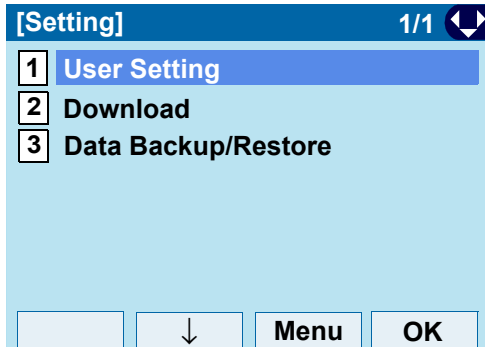 [Setting] 1/1
1 User Setting
2 Download
3 Data Backup/Restore
↓ Menu OK